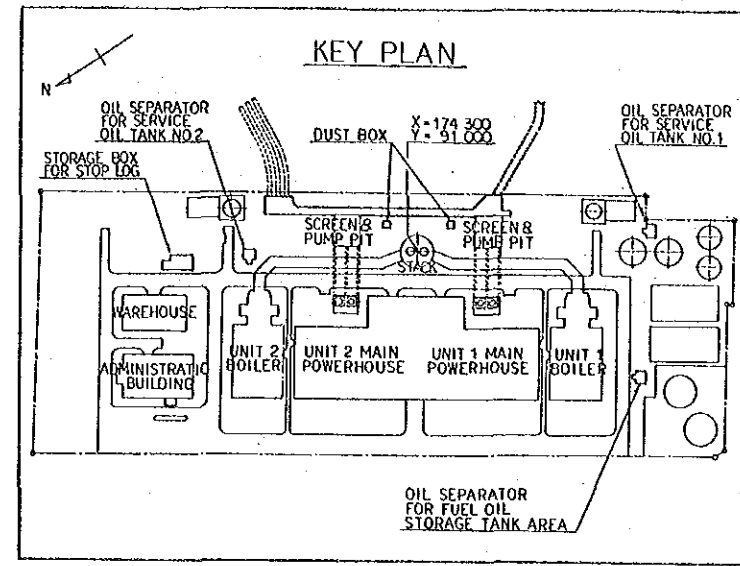 KEY PLAN
N
OIL SEPARATOR
FOR SERVICE
OIL TANK NO.2
STORAGE BOX
FOR STOP LOG
DUST BOX
X=174 300
Y= 91 000
OIL SEPARATOR
FOR SERVICE
OIL TANK NO.1
SCREEN &
PUMP PIT
SCREEN &
PUMP PIT
STACK
WAREHOUSE
ADMINISTRATIO
BUILDING
UNIT 2
BOILER
UNIT 2 MAIN
POWERHOUSE
UNIT 1 MAIN
POWERHOUSE
UNIT 1
BOILER
OIL SEPARATOR
FOR FUEL OIL
STORAGE TANK AREA